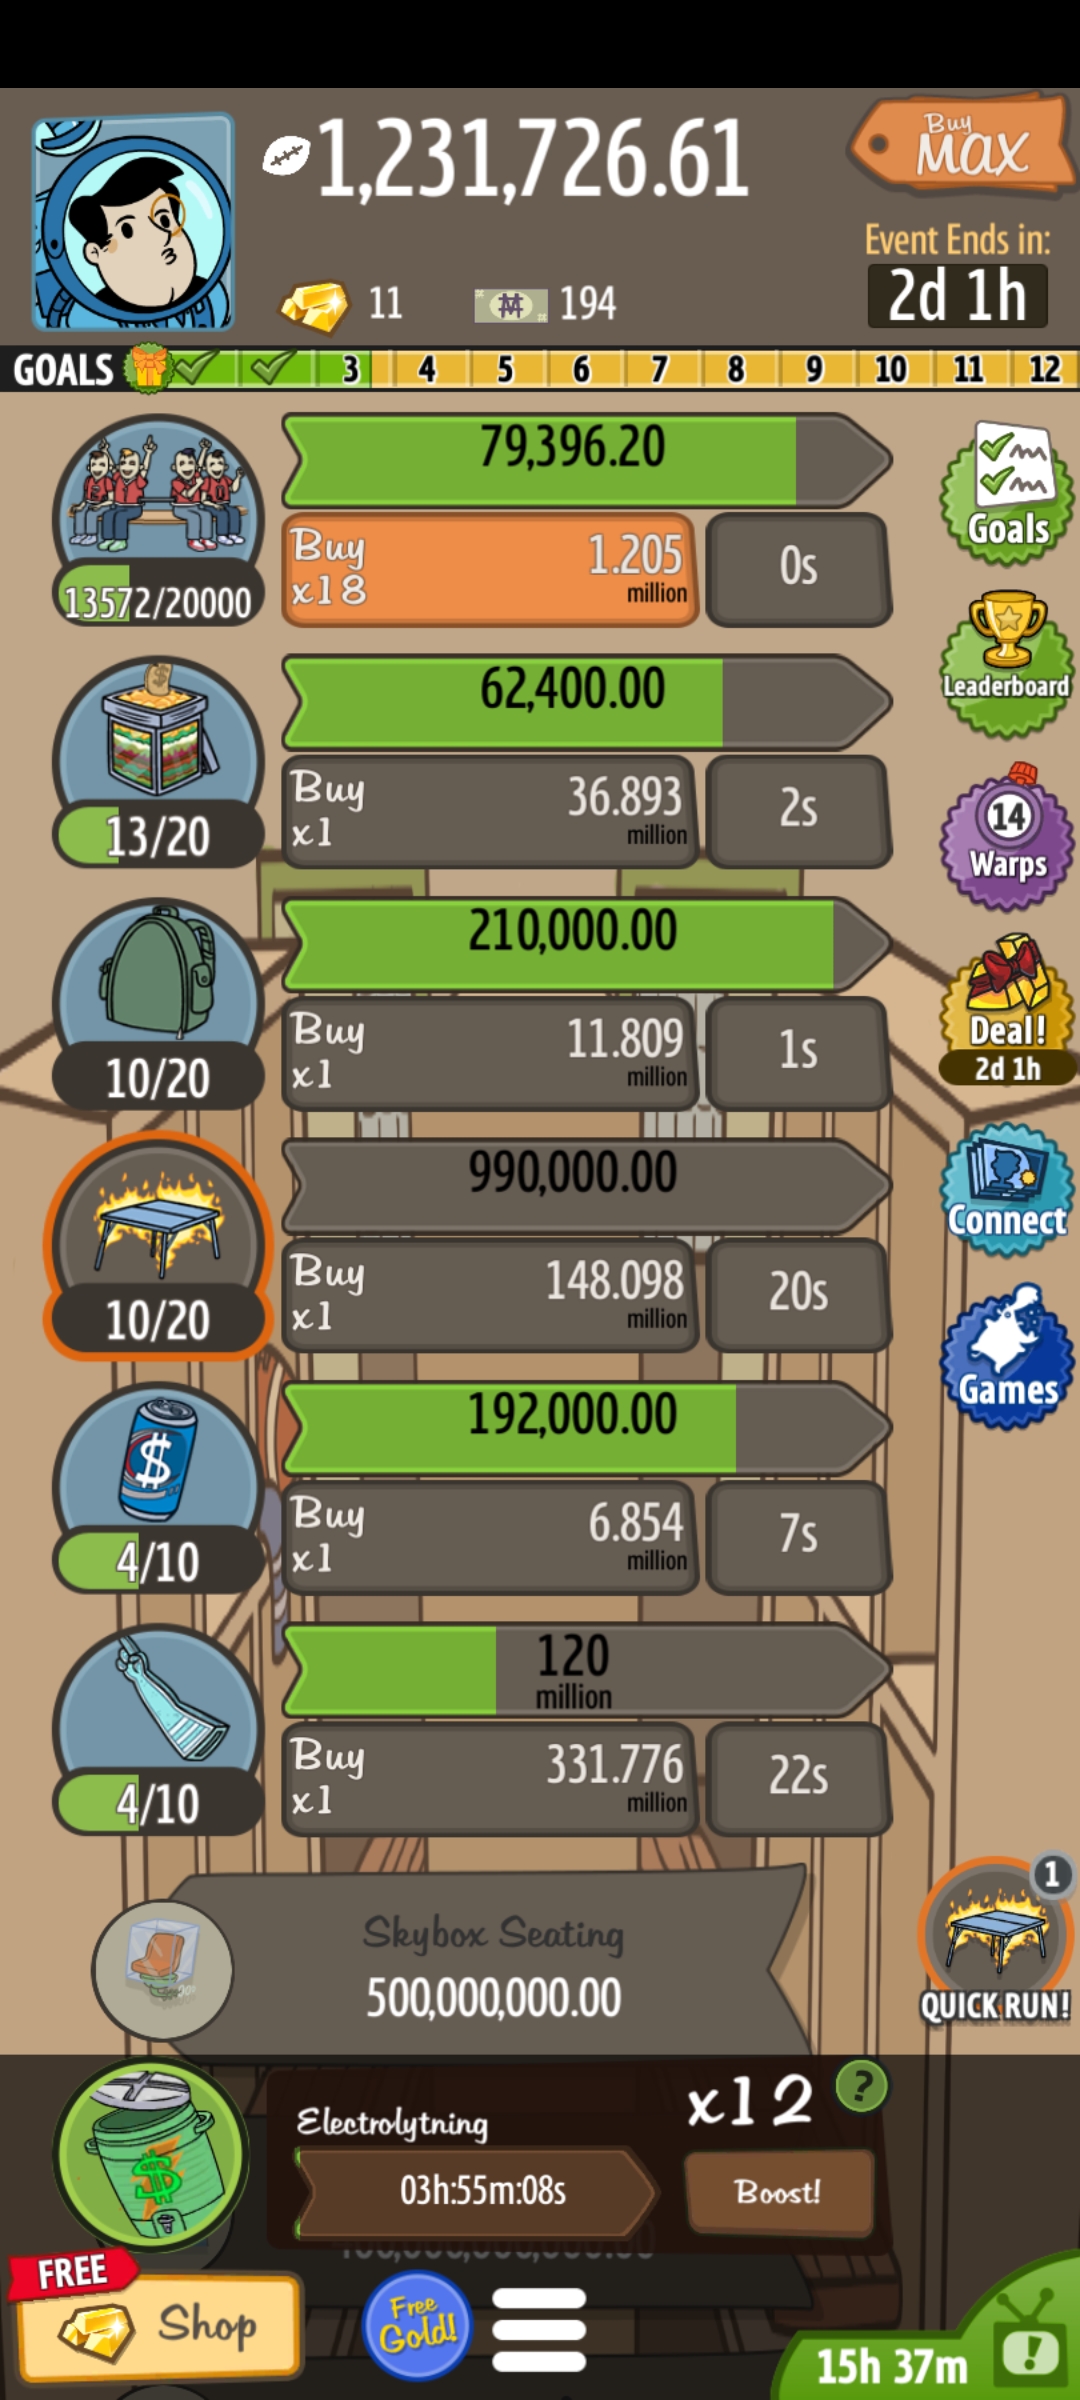 1,231,726.61
Buy
MAX
Event Ends in:
2d 1h
11
194
GOALS
3
4
5
6
7
8
9
10
11
12
79,396.20
13572/20000
Buy
x18
1.205
million
0s
Goals
Leaderboard
62,400.00
13/20
Buy
x1
36.893
million
2s
14
Warps
210,000.00
10/20
Buy
x1
11.809
million
1s
Deal!
2d 1h
990,000.00
10/20
Buy
x1
148.098
million
20s
Connect
Games
192,000.00
$
4/10
Buy
x1
6.854
million
7s
120
million
4/10
Buy
x1
331.776
million
22s
Skybox Seating
500,000,000.00
1
QUICK RUN!
$
Electrolytning
03h:55m:08s
x12
?
Boost!
FREE
Shop
Free
Gold!
15h 37m
!